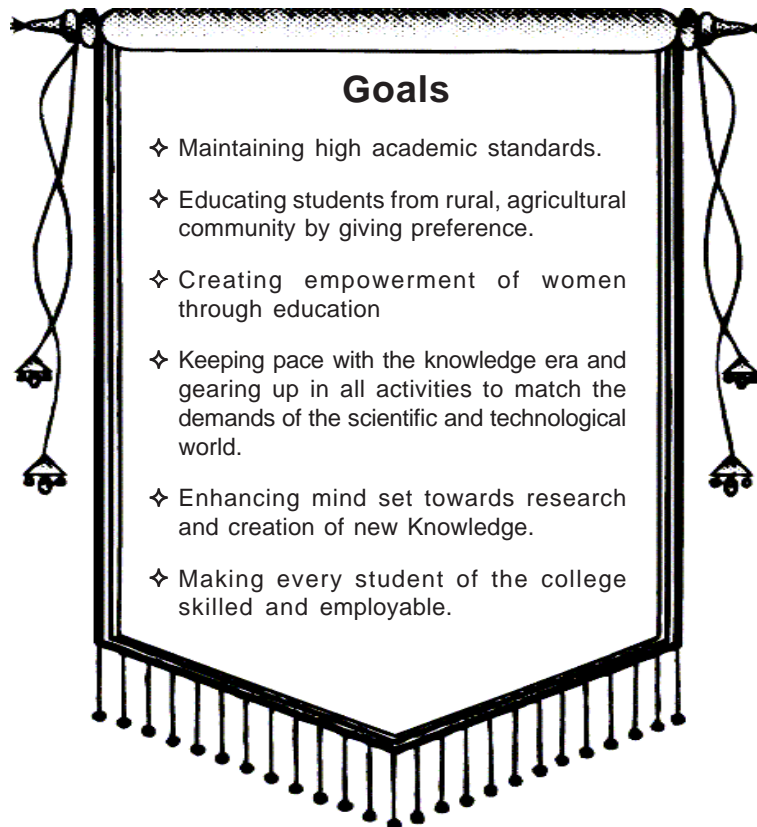 Goals
Maintaining high academic standards.
Educating students from rural, agricultural
community by giving preference.
Creating empowerment of women
through education
Keeping pace with the knowledge era and
gearing up in all activities to match the
demands of the scientific and technological
world.
Enhancing mind set towards research
and creation of new Knowledge.
Making every student of the college
skilled and employable.